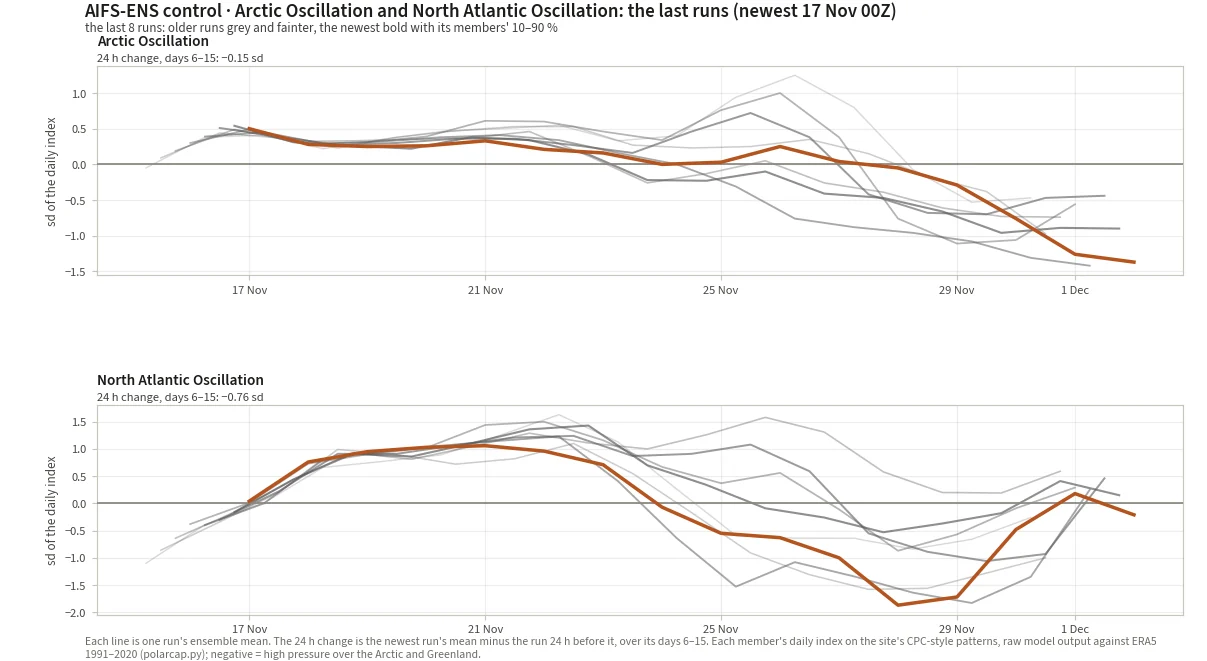 AIFS-ENS control · Arctic Oscillation and North Atlantic Oscillation: the last runs (newest 17 Nov 00Z)
the last 8 runs: older runs grey and fainter, the newest bold with its members' 10–90 %
Arctic Oscillation
24 h change, days 6–15: −0.15 sd
sd of the daily index
1.0
0.5
0.0
−0.5
−1.0
−1.5
17 Nov
21 Nov
25 Nov
29 Nov
1 Dec
North Atlantic Oscillation
24 h change, days 6–15: −0.76 sd
sd of the daily index
1.5
1.0
0.5
0.0
−0.5
−1.0
−1.5
−2.0
17 Nov
21 Nov
25 Nov
29 Nov
1 Dec
Each line is one run's ensemble mean. The 24 h change is the newest run's mean minus the run 24 h before it, over its days 6–15. Each member's daily index on the site's CPC-style patterns, raw model output against ERA5
1991–2020 (polarcap.py); negative = high pressure over the Arctic and Greenland.